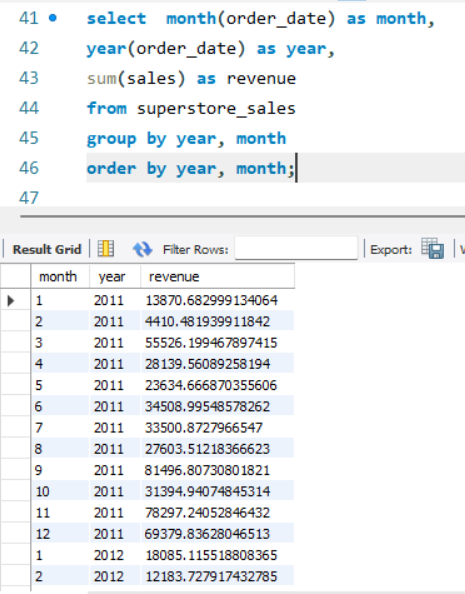 41 select month(order_date) as month,
42 year(order_date) as year,
43 sum(sales) as revenue
44 from superstore_sales
45 group by year, month
46 order by year, month;
47
Result Grid Filter Rows: Export:
month year revenue
1 2011 13870.682999134064
2 2011 4410.481939911842
3 2011 55526.199467897415
4 2011 28139.56089258194
5 2011 23634.666870355606
6 2011 34508.99548578262
7 2011 33500.8727966547
8 2011 27603.51218366623
9 2011 81496.80730801821
10 2011 31394.94074845314
11 2011 78297.24052846432
12 2011 69379.83628046513
1 2012 18085.115518808365
2 2012 12183.727917432785